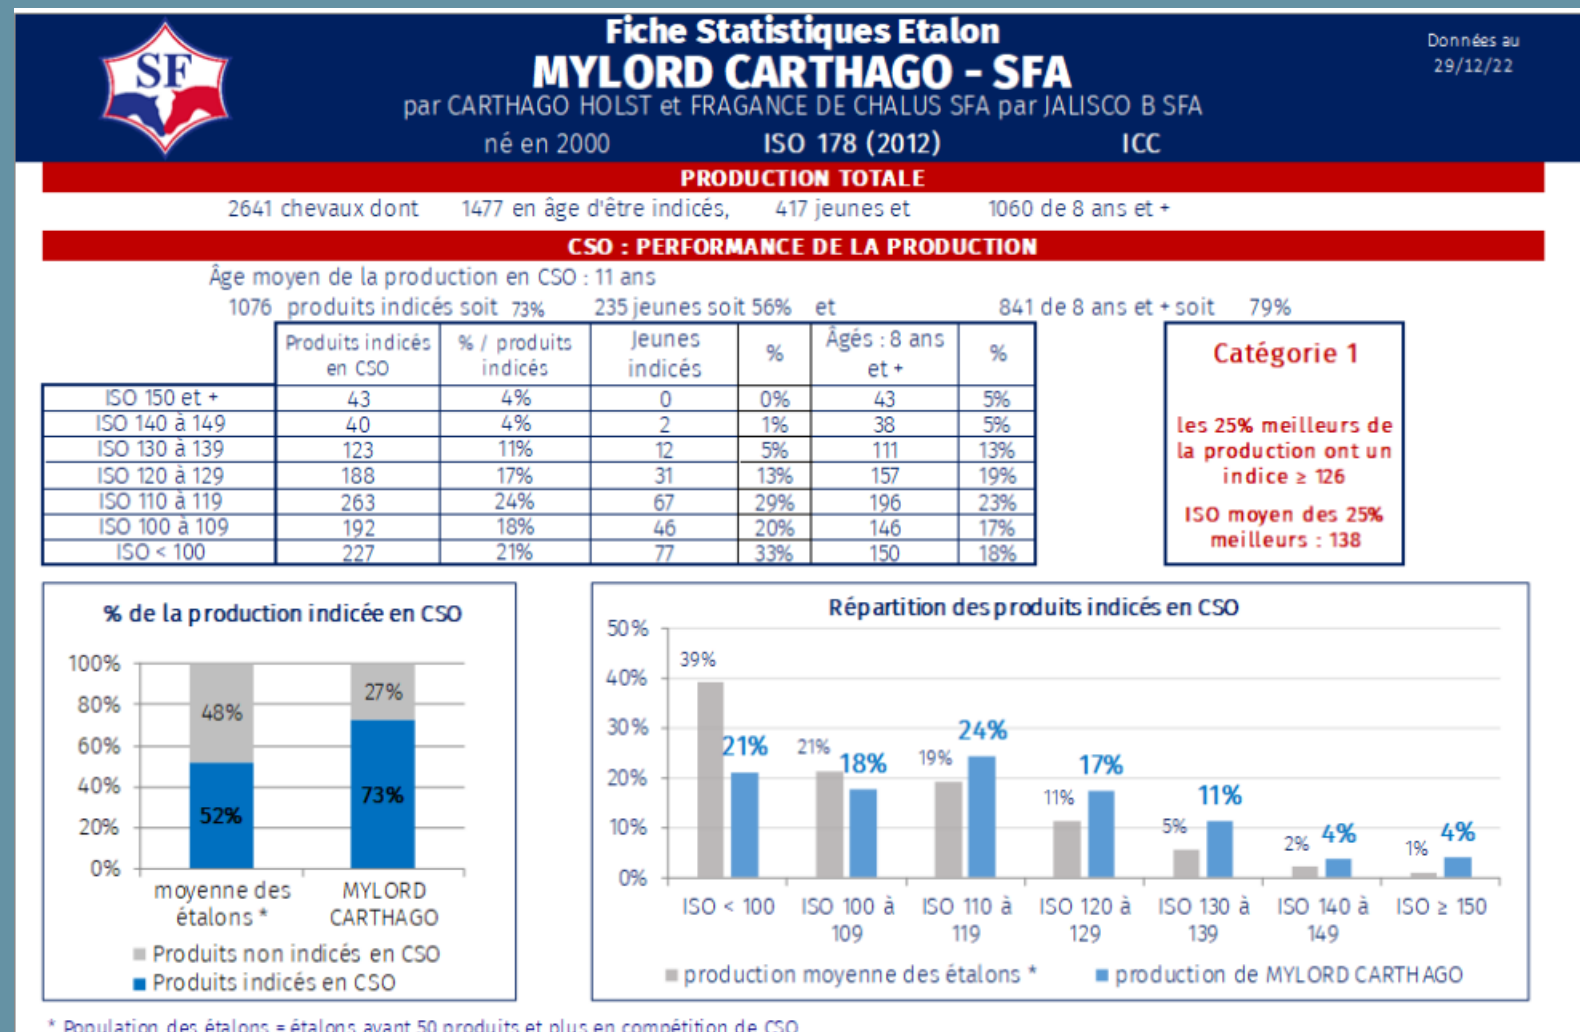 SF
Fiche Statistiques Etalon
MYLORD CARTHAGO - SFA
par CARTHAGO HOLST et FRAGANCE DE CHALUS SFA par JALISCO B SFA
né en 2000 ISO 178 (2012) ICC
Données au
29/12/22
PRODUCTION TOTALE
2641 chevaux dont 1477 en âge d'être indicés, 417 jeunes et 1060 de 8 ans et +
CSO : PERFORMANCE DE LA PRODUCTION
Âge moyen de la production en CSO : 11 ans
1076 produits indicés soit 73% 235 jeunes soit 56% et 841 de 8 ans et + soit 79%
Produits indicés en CSO % / produits indicés Jeunes indicés % Âgés : 8 ans et + %
ISO 150 et + 43 4% 0 0% 43 5%
ISO 140 à 149 40 4% 2 1% 38 5%
ISO 130 à 139 123 11% 12 5% 111 13%
ISO 120 à 129 188 17% 31 13% 157 19%
ISO 110 à 119 263 24% 67 29% 196 23%
ISO 100 à 109 192 18% 46 20% 146 17%
ISO < 100 227 21% 77 33% 150 18%
Catégorie 1
les 25% meilleurs de
la production ont un
indice ≥ 126
ISO moyen des 25%
meilleurs : 138
% de la production indicée en CSO
100%
80%
60%
40%
20%
0%
48% 27%
52% 73%
moyenne des étalons * MYLORD CARTHAGO
Produits non indicés en CSO
Produits indicés en CSO
Répartition des produits indicés en CSO
50%
40%
30%
20%
10%
0%
39% 21% 21% 18% 19% 24% 11% 17% 5% 11% 2% 4% 1% 4%
ISO < 100 ISO 100 à 109 ISO 110 à 119 ISO 120 à 129 ISO 130 à 139 ISO 140 à 149 ISO ≥ 150
production moyenne des étalons * production de MYLORD CARTHAGO
* Population des étalons = étalons ayant 50 produits et plus en compétition de CSO